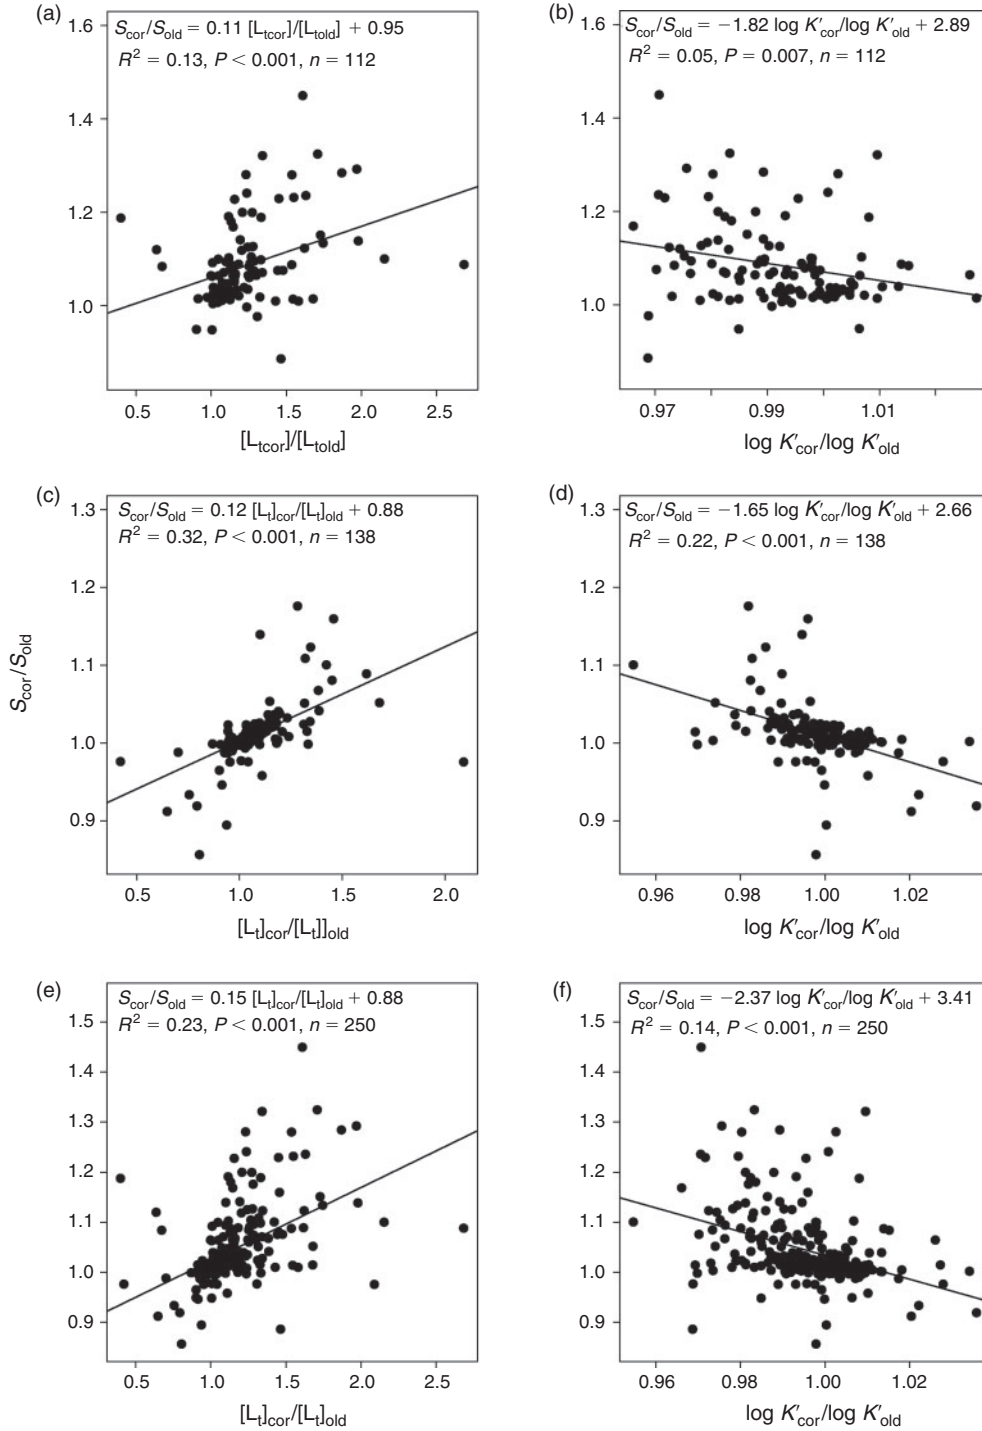 (a)
S_cor/S_old = 0.11 [L_tcor]/[L_told] + 0.95
R² = 0.13, P < 0.001, n = 112
1.6
1.4
1.2
1.0
0.5 1.0 1.5 2.0 2.5
[L_tcor]/[L_told]
(b)
S_cor/S_old = −1.82 log K′_cor/log K′_old + 2.89
R² = 0.05, P = 0.007, n = 112
1.6
1.4
1.2
1.0
0.97 0.99 1.01
log K′_cor/log K′_old
(c)
S_cor/S_old = 0.12 [L_t]_cor/[L_t]_old + 0.88
R² = 0.32, P < 0.001, n = 138
1.3
1.2
1.1
1.0
0.9
S_cor/S_old
0.5 1.0 1.5 2.0
[L_t]_cor/[L_t]]_old
(d)
S_cor/S_old = −1.65 log K′_cor/log K′_old + 2.66
R² = 0.22, P < 0.001, n = 138
1.3
1.2
1.1
1.0
0.9
0.96 0.98 1.00 1.02
log K′_cor/log K′_old
(e)
S_cor/S_old = 0.15 [L_t]_cor/[L_t]_old + 0.88
R² = 0.23, P < 0.001, n = 250
1.5
1.4
1.3
1.2
1.1
1.0
0.9
0.5 1.0 1.5 2.0 2.5
[L_t]_cor/[L_t]_old
(f)
S_cor/S_old = −2.37 log K′_cor/log K′_old + 3.41
R² = 0.14, P < 0.001, n = 250
1.5
1.4
1.3
1.2
1.1
1.0
0.9
0.96 0.98 1.00 1.02
log K′_cor/log K′_old